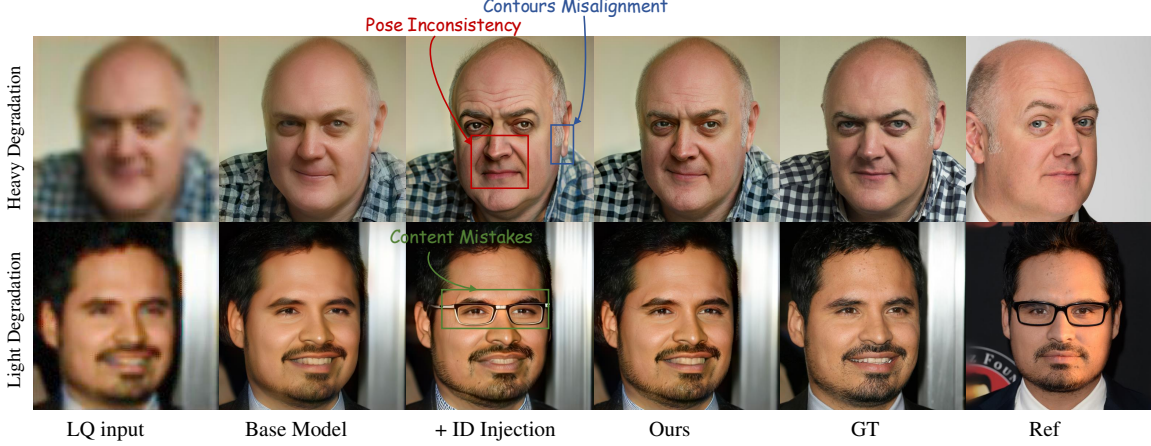 Contours Misalignment
Pose Inconsistency
Heavy Degradation
Content Mistakes
Light Degradation
FOUN
LQ input
Base Model
+ ID Injection
Ours
GT
Ref